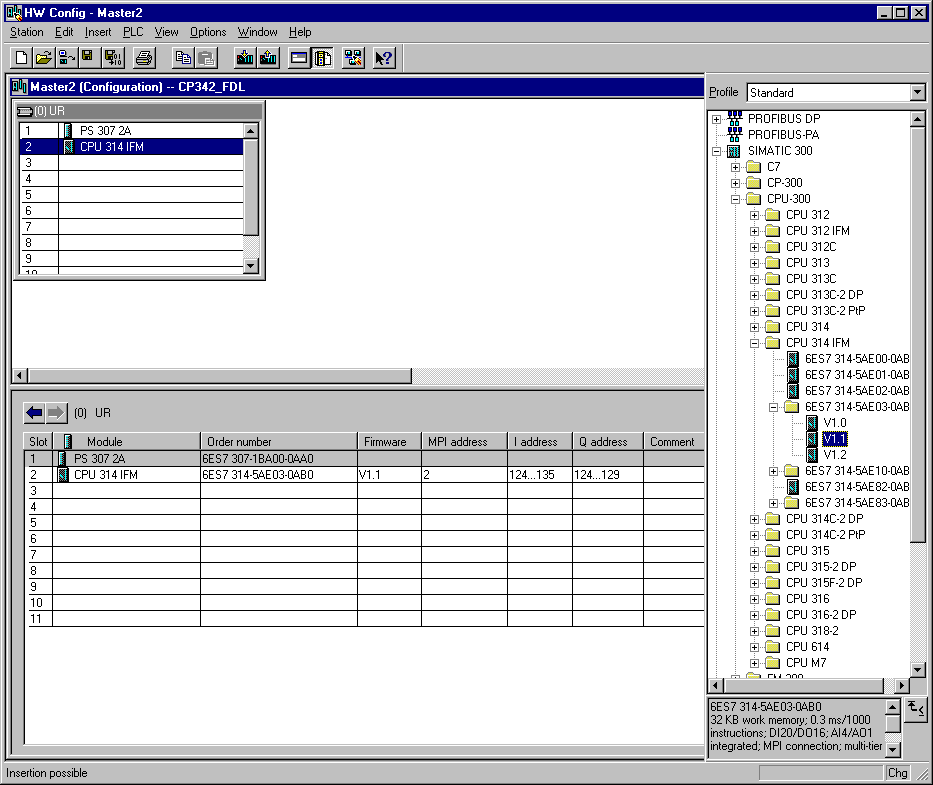 HW Config - Master2
Station Edit Insert PLC View Options Window Help
Master2 (Configuration) -- CP342_FDL
(0) UR
1 PS 307 2A
2 CPU 314 IFM
3
4
5
6
7
8
9
10
(0) UR
Slot Module Order number Firmware MPI address I address Q address Comment
1 PS 307 2A 6ES7 307-1BA00-0AA0
2 CPU 314 IFM 6ES7 314-5AE03-0AB0 V1.1 2 124...135 124...129
3
4
5
6
7
8
9
10
11
Profile Standard
PROFIBUS DP
PROFIBUS-PA
SIMATIC 300
C7
CP-300
CPU-300
CPU 312
CPU 312 IFM
CPU 312C
CPU 313
CPU 313C
CPU 313C-2 DP
CPU 313C-2 PtP
CPU 314
CPU 314 IFM
6ES7 314-5AE00-0AB
6ES7 314-5AE01-0AB
6ES7 314-5AE02-0AB
6ES7 314-5AE03-0AB
V1.0
V1.1
V1.2
6ES7 314-5AE10-0AB
6ES7 314-5AE82-0AB
6ES7 314-5AE83-0AB
CPU 314C-2 DP
CPU 314C-2 PtP
CPU 315
CPU 315-2 DP
CPU 315F-2 DP
CPU 316
CPU 316-2 DP
CPU 318-2
CPU 614
CPU M7
FM-300
6ES7 314-5AE03-0AB0
32 KB work memory; 0.3 ms/1000
instructions; DI20/DO16; AI4/AO1
integrated; MPI connection; multi-tier
Insertion possible
Chg